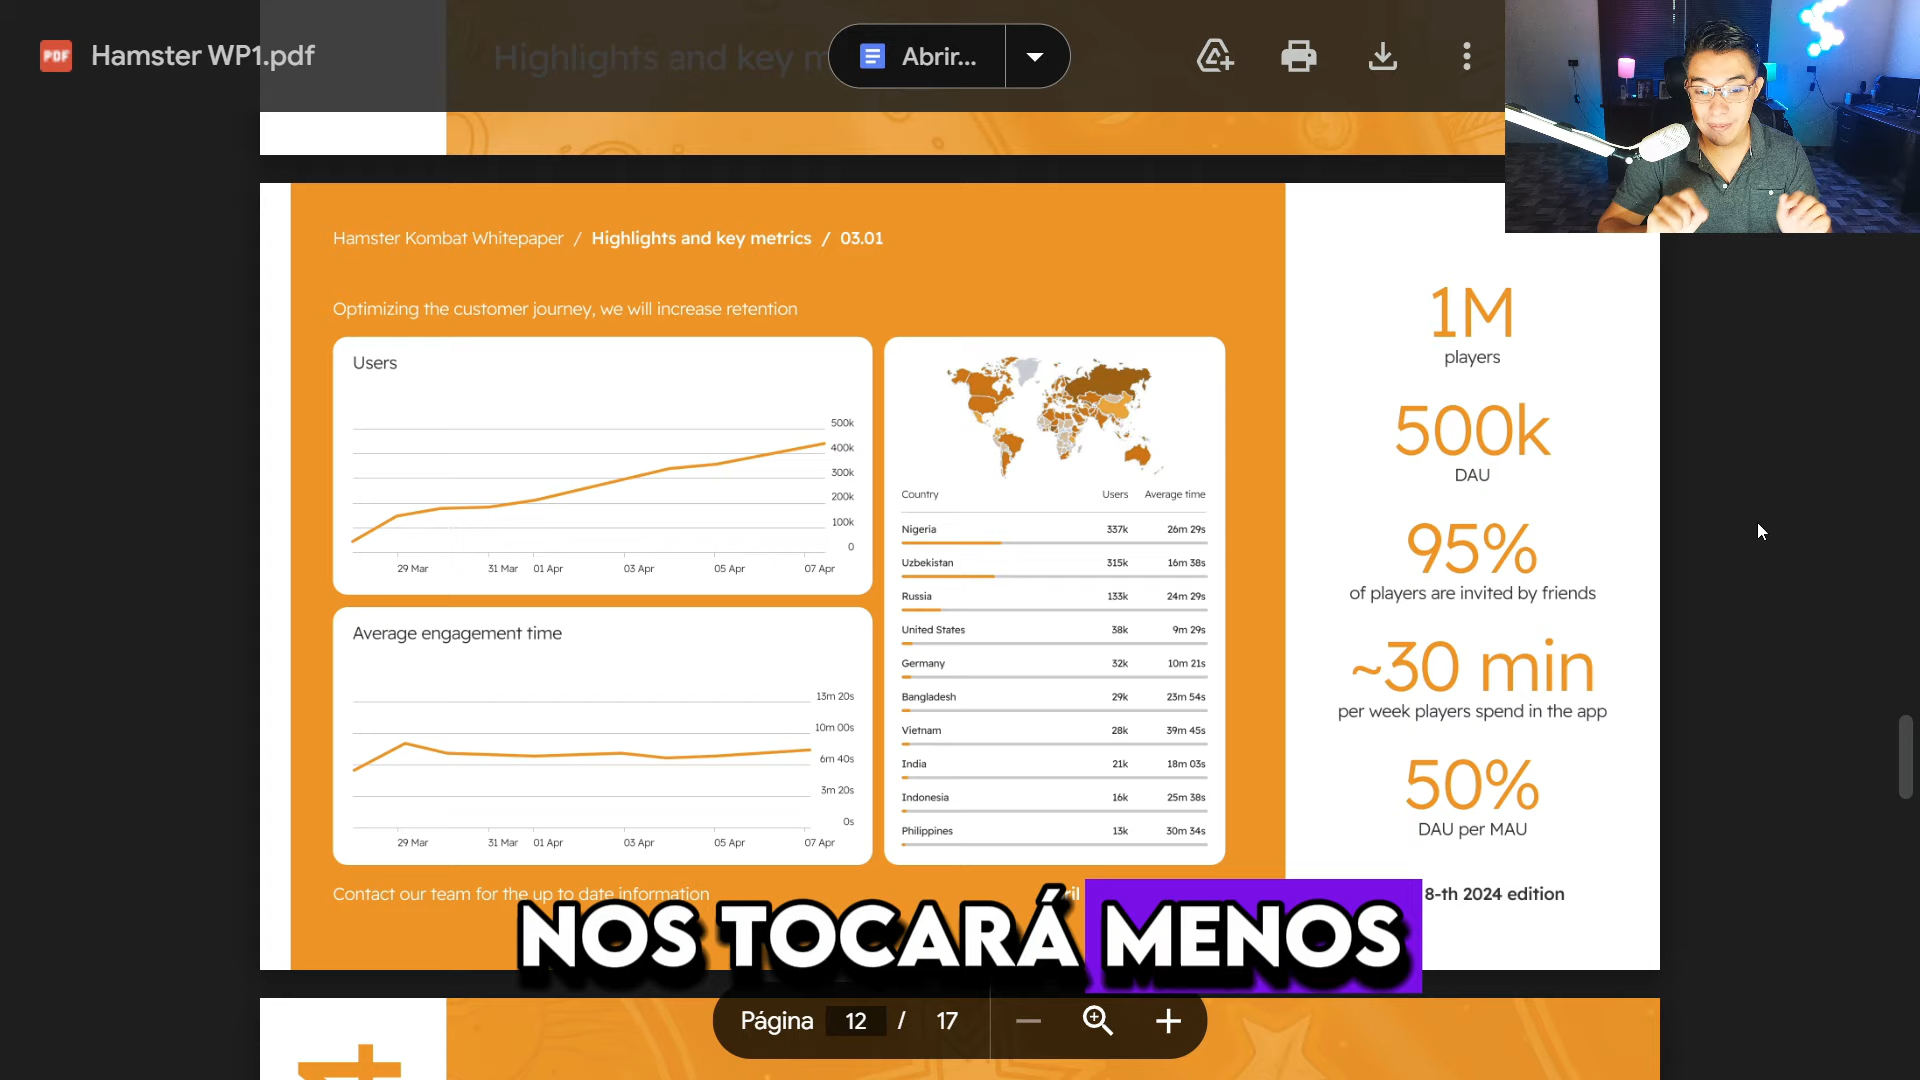 PDF Hamster WP1.pdf
Highlights and key m
Abrir...
Hamster Kombat Whitepaper / Highlights and key metrics / 03.01
Optimizing the customer journey, we will increase retention
Users
500k
400k
300k
200k
100k
0
29 Mar 31 Mar 01 Apr 03 Apr 05 Apr 07 Apr
Average engagement time
13m 20s
10m 00s
6m 40s
3m 20s
0s
29 Mar 31 Mar 01 Apr 03 Apr 05 Apr 07 Apr
Country Users Average time
Nigeria 337k 26m 29s
Uzbekistan 315k 16m 38s
Russia 133k 24m 29s
United States 38k 9m 29s
Germany 32k 10m 21s
Bangladesh 29k 23m 54s
Vietnam 28k 39m 45s
India 21k 18m 03s
Indonesia 16k 25m 38s
Philippines 13k 30m 34s
1M
players
500k
DAU
95%
of players are invited by friends
~30 min
per week players spend in the app
50%
DAU per MAU
Contact our team for the up to date information
8-th 2024 edition
NOS TOCARÁ MENOS
Página 12 / 17